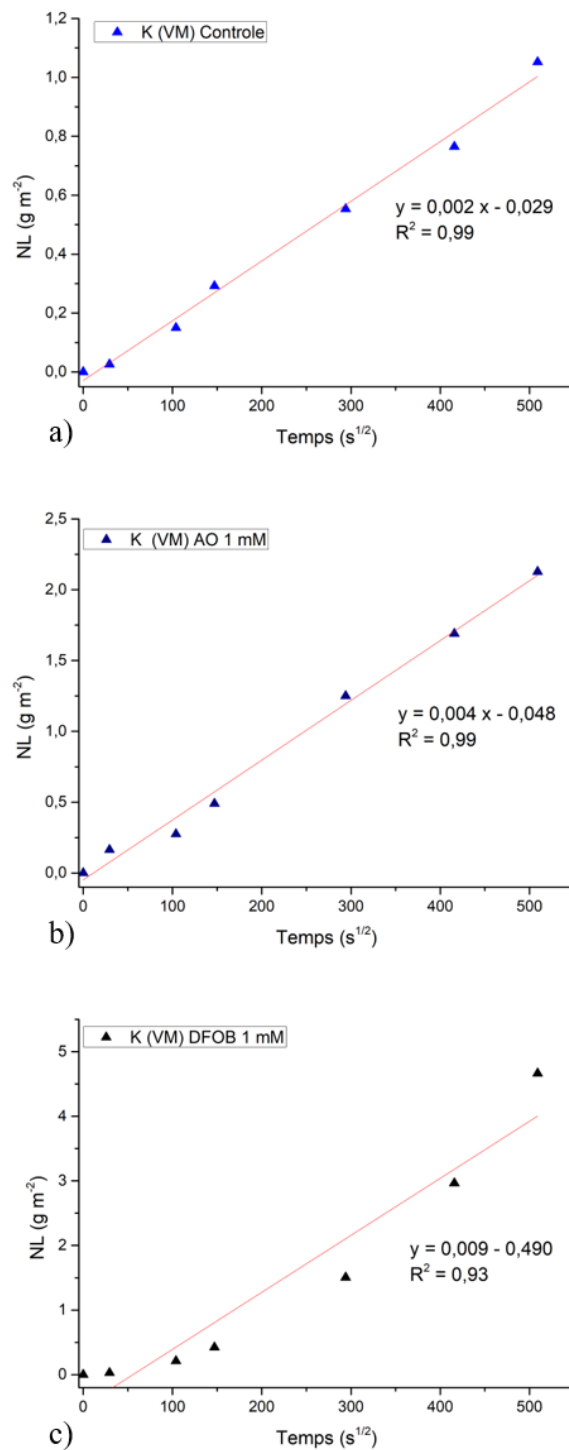 K (VM) Controle
1,2
1,0
0,8
0,6
0,4
0,2
0,0
NL (g m-2)
y = 0,002 x - 0,029
R2 = 0,99
0 100 200 300 400 500
Temps (s1/2)
a)
K (VM) AO 1 mM
2,5
2,0
1,5
1,0
0,5
0,0
NL (g m-2)
y = 0,004 x - 0,048
R2 = 0,99
0 100 200 300 400 500
Temps (s1/2)
b)
K (VM) DFOB 1 mM
5
4
3
2
1
0
NL (g m-2)
y = 0,009 - 0,490
R2 = 0,93
0 100 200 300 400 500
Temps (s1/2)
c)